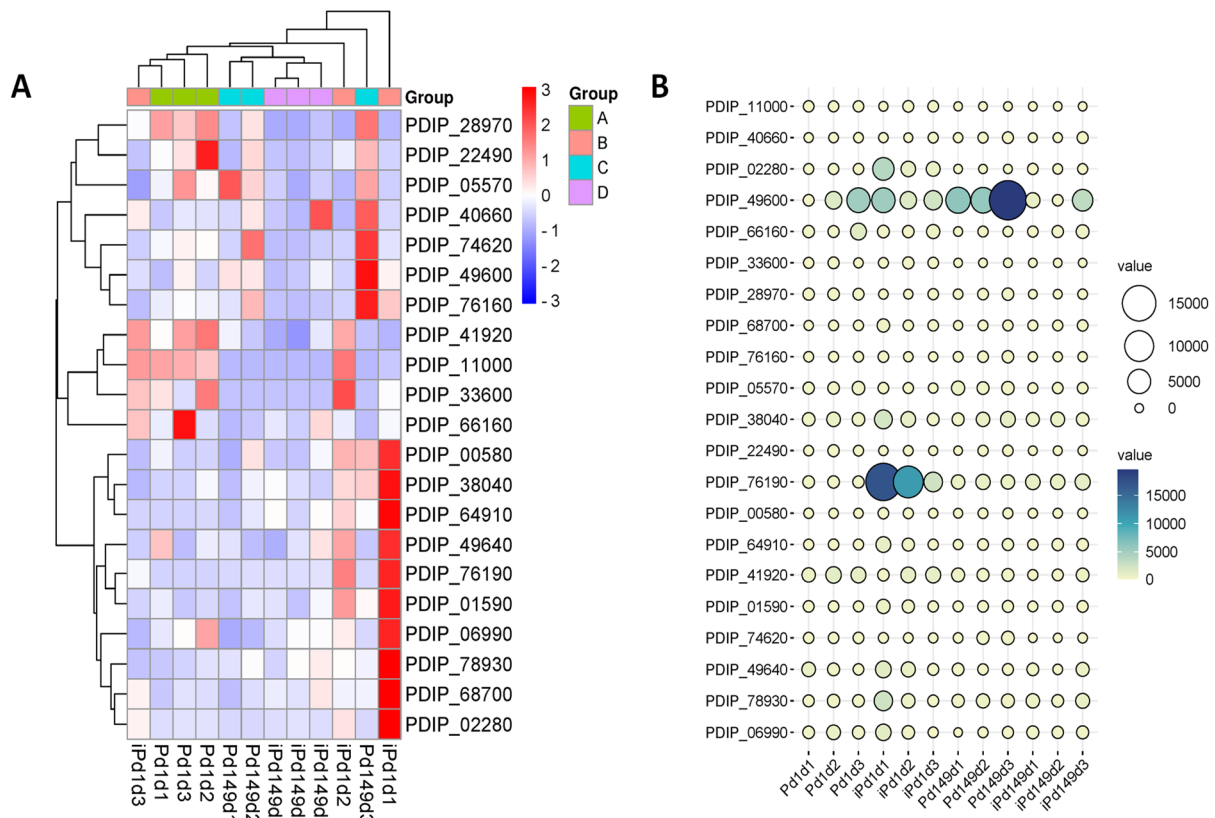 A
Group
PDIP_28970
PDIP_22490
PDIP_05570
PDIP_40660
PDIP_74620
PDIP_49600
PDIP_76160
PDIP_41920
PDIP_11000
PDIP_33600
PDIP_66160
PDIP_00580
PDIP_38040
PDIP_64910
PDIP_49640
PDIP_76190
PDIP_01590
PDIP_06990
PDIP_78930
PDIP_68700
PDIP_02280
iPd1d3
Pd1d1
Pd1d3
Pd1d2
Pd149d
Pd149d2
iPd149d
iPd149d
iPd149d
iPd1d2
Pd149d3
iPd1d1
3
2
1
0
- 1
- 2
- 3
Group
A
B
C
D
B
PDIP_11000
PDIP_40660
PDIP_02280
PDIP_49600
PDIP_66160
PDIP_33600
PDIP_28970
PDIP_68700
PDIP_76160
PDIP_05570
PDIP_38040
PDIP_22490
PDIP_76190
PDIP_00580
PDIP_64910
PDIP_41920
PDIP_01590
PDIP_74620
PDIP_49640
PDIP_78930
PDIP_06990
Pd1d1
Pd1d2
Pd1d3
iPd1d1
iPd1d2
iPd1d3
Pd149d1
Pd149d2
Pd149d3
iPd149d1
iPd149d2
iPd149d3
value
15000
10000
5000
0
value
15000
10000
5000
0